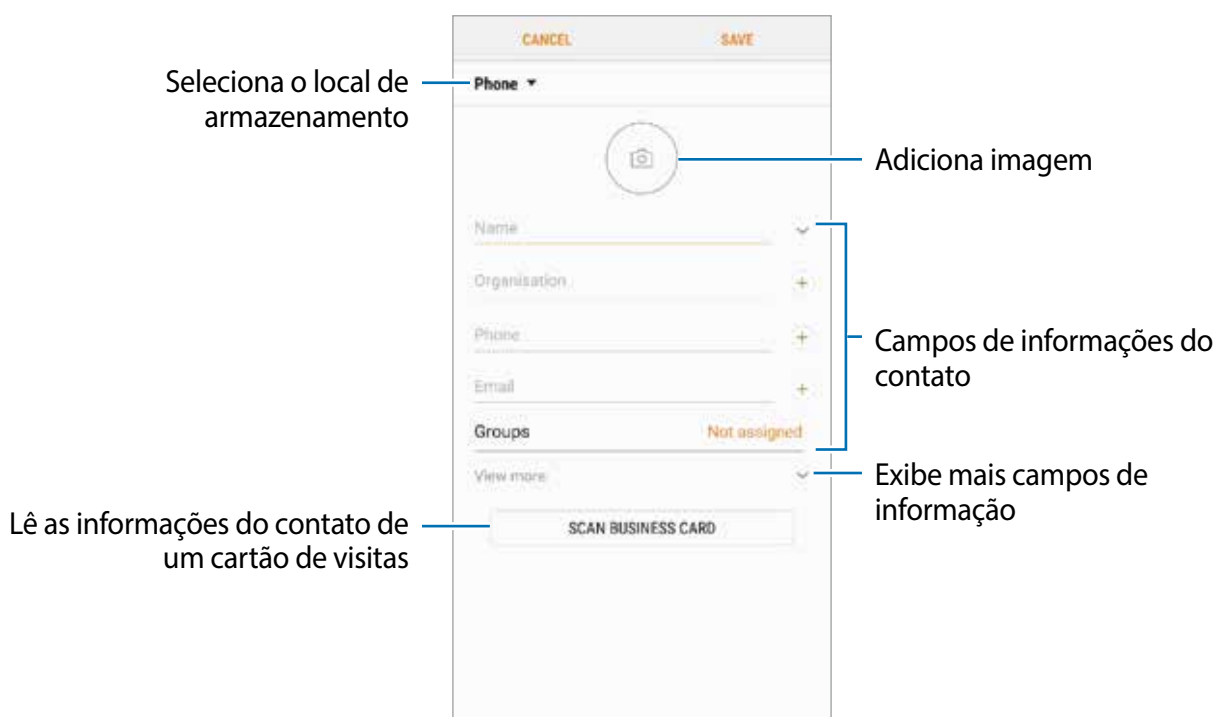 CANCEL SAVE
Seleciona o local de
armazenamento
Phone
Adiciona imagem
Name
Organisation
Phone
Campos de informações do
contato
Email
Groups Not assigned
View more
Exibe mais campos de
informação
Lê as informações do contato de
um cartão de visitas
SCAN BUSINESS CARD